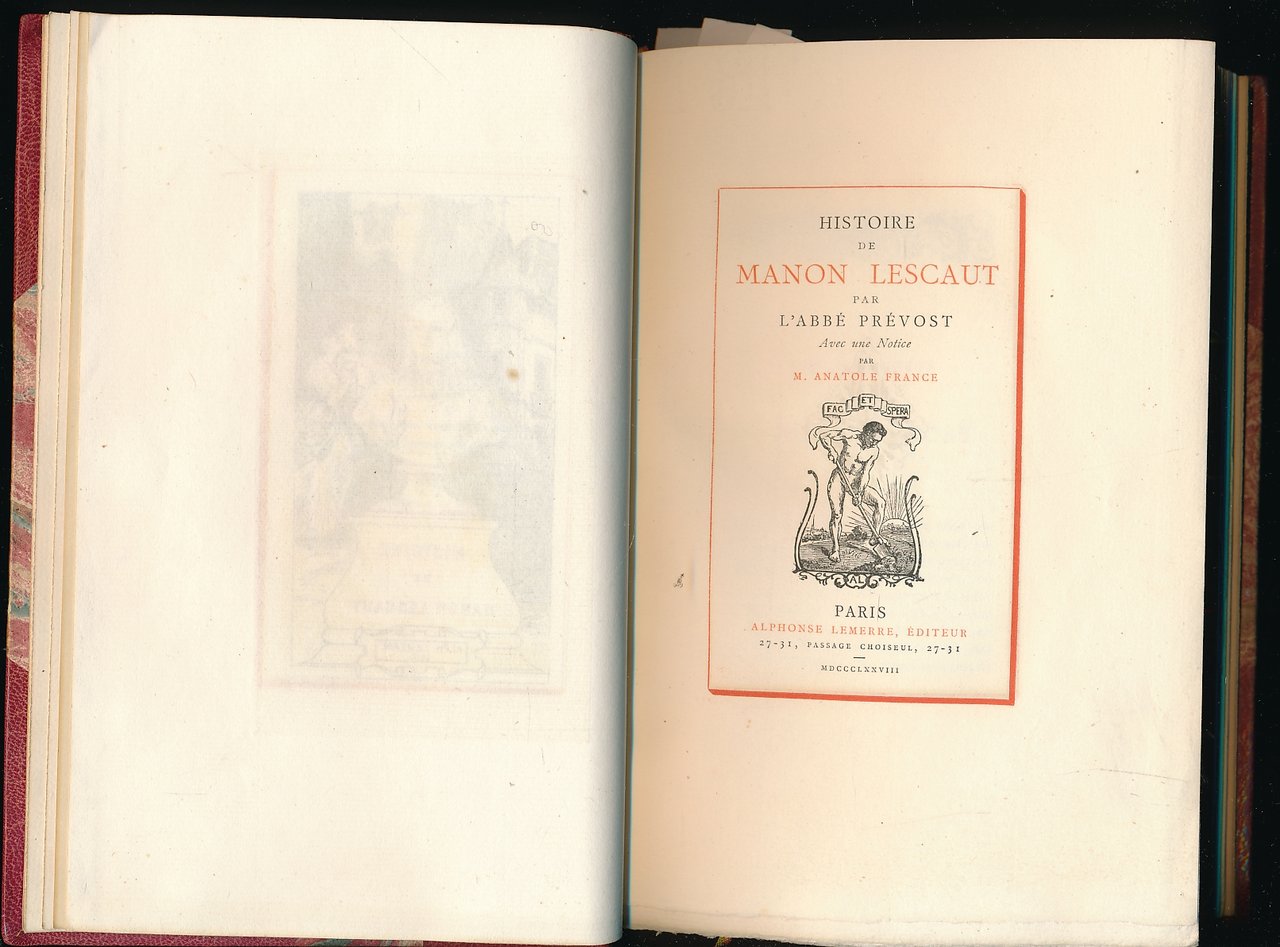 HISTOIRE
DE
MANON LESCAUT
PAR
L'ABBÉ PRÉVOST
Avec une Notice
PAR
M. ANATOLE FRANCE
FAC ET SPERA
AL
PARIS
ALPHONSE LEMERRE, ÉDITEUR
27-31, PASSAGE CHOISEUL, 27-31
MDCCCLXXVIII